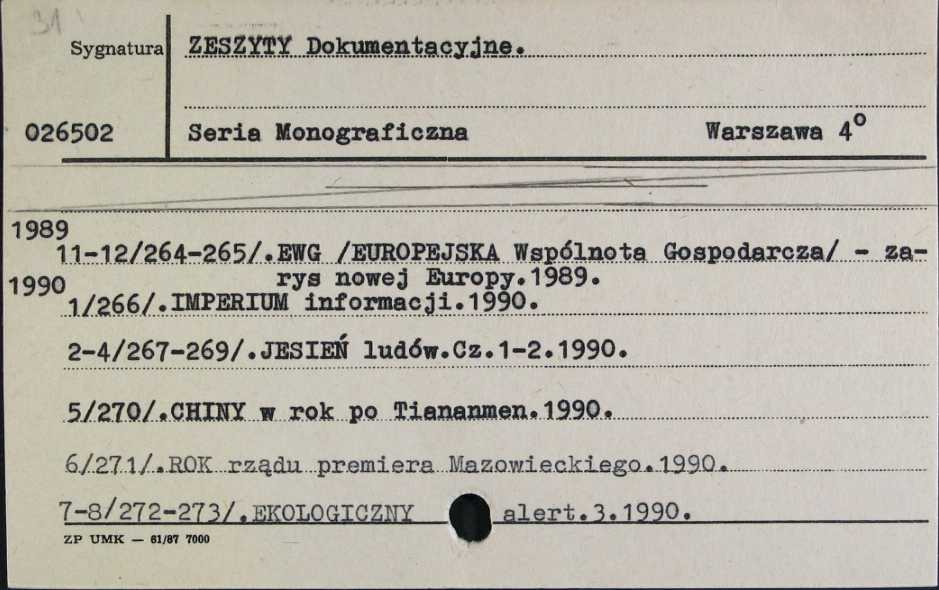 31
Sygnatura ZESZYTY Dokumentacyjne.
026502 Seria Monograficzna Warszawa 4°
1989
11-12/264-265/.EWG /EUROPEJSKA Wspólnota Gospodarcza/ - za-
rys nowej Europy.1989.
1990
1/266/.IMPERIUM informacji.1990.
2-4/267-269/.JESIEŃ ludów.Cz.1-2.1990.
5/270/.CHINY w rok po Tiananmen.1990.
6/271/.ROK rządu premiera Mazowieckiego.1990.
7-8/272-273/.EKOLOGICZNY alert.3.1990.
ZP UMK — 61/87 7000